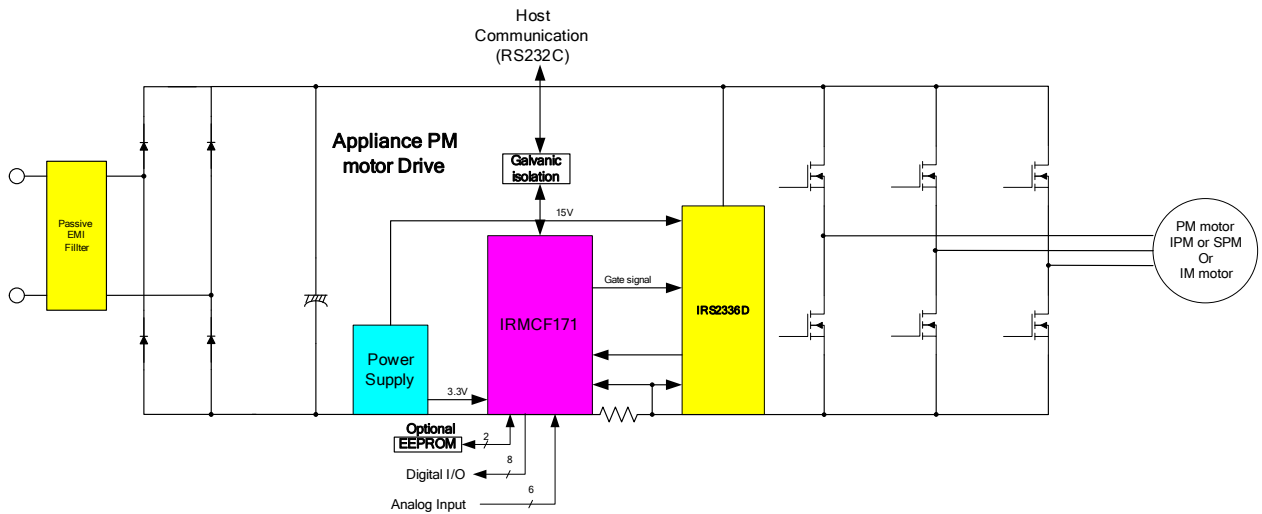 Host
Communication
(RS232C)
Appliance PM
motor Drive
Galvanic
isolation
Passive
EMI
Fillter
15V
Gate signal
IRMCF171
IRS2336D
PM motor
IPM or SPM
Or
IM motor
Power
Supply
3.3V
Optional
EEPROM
2
Digital I/O
8
Analog Input
6